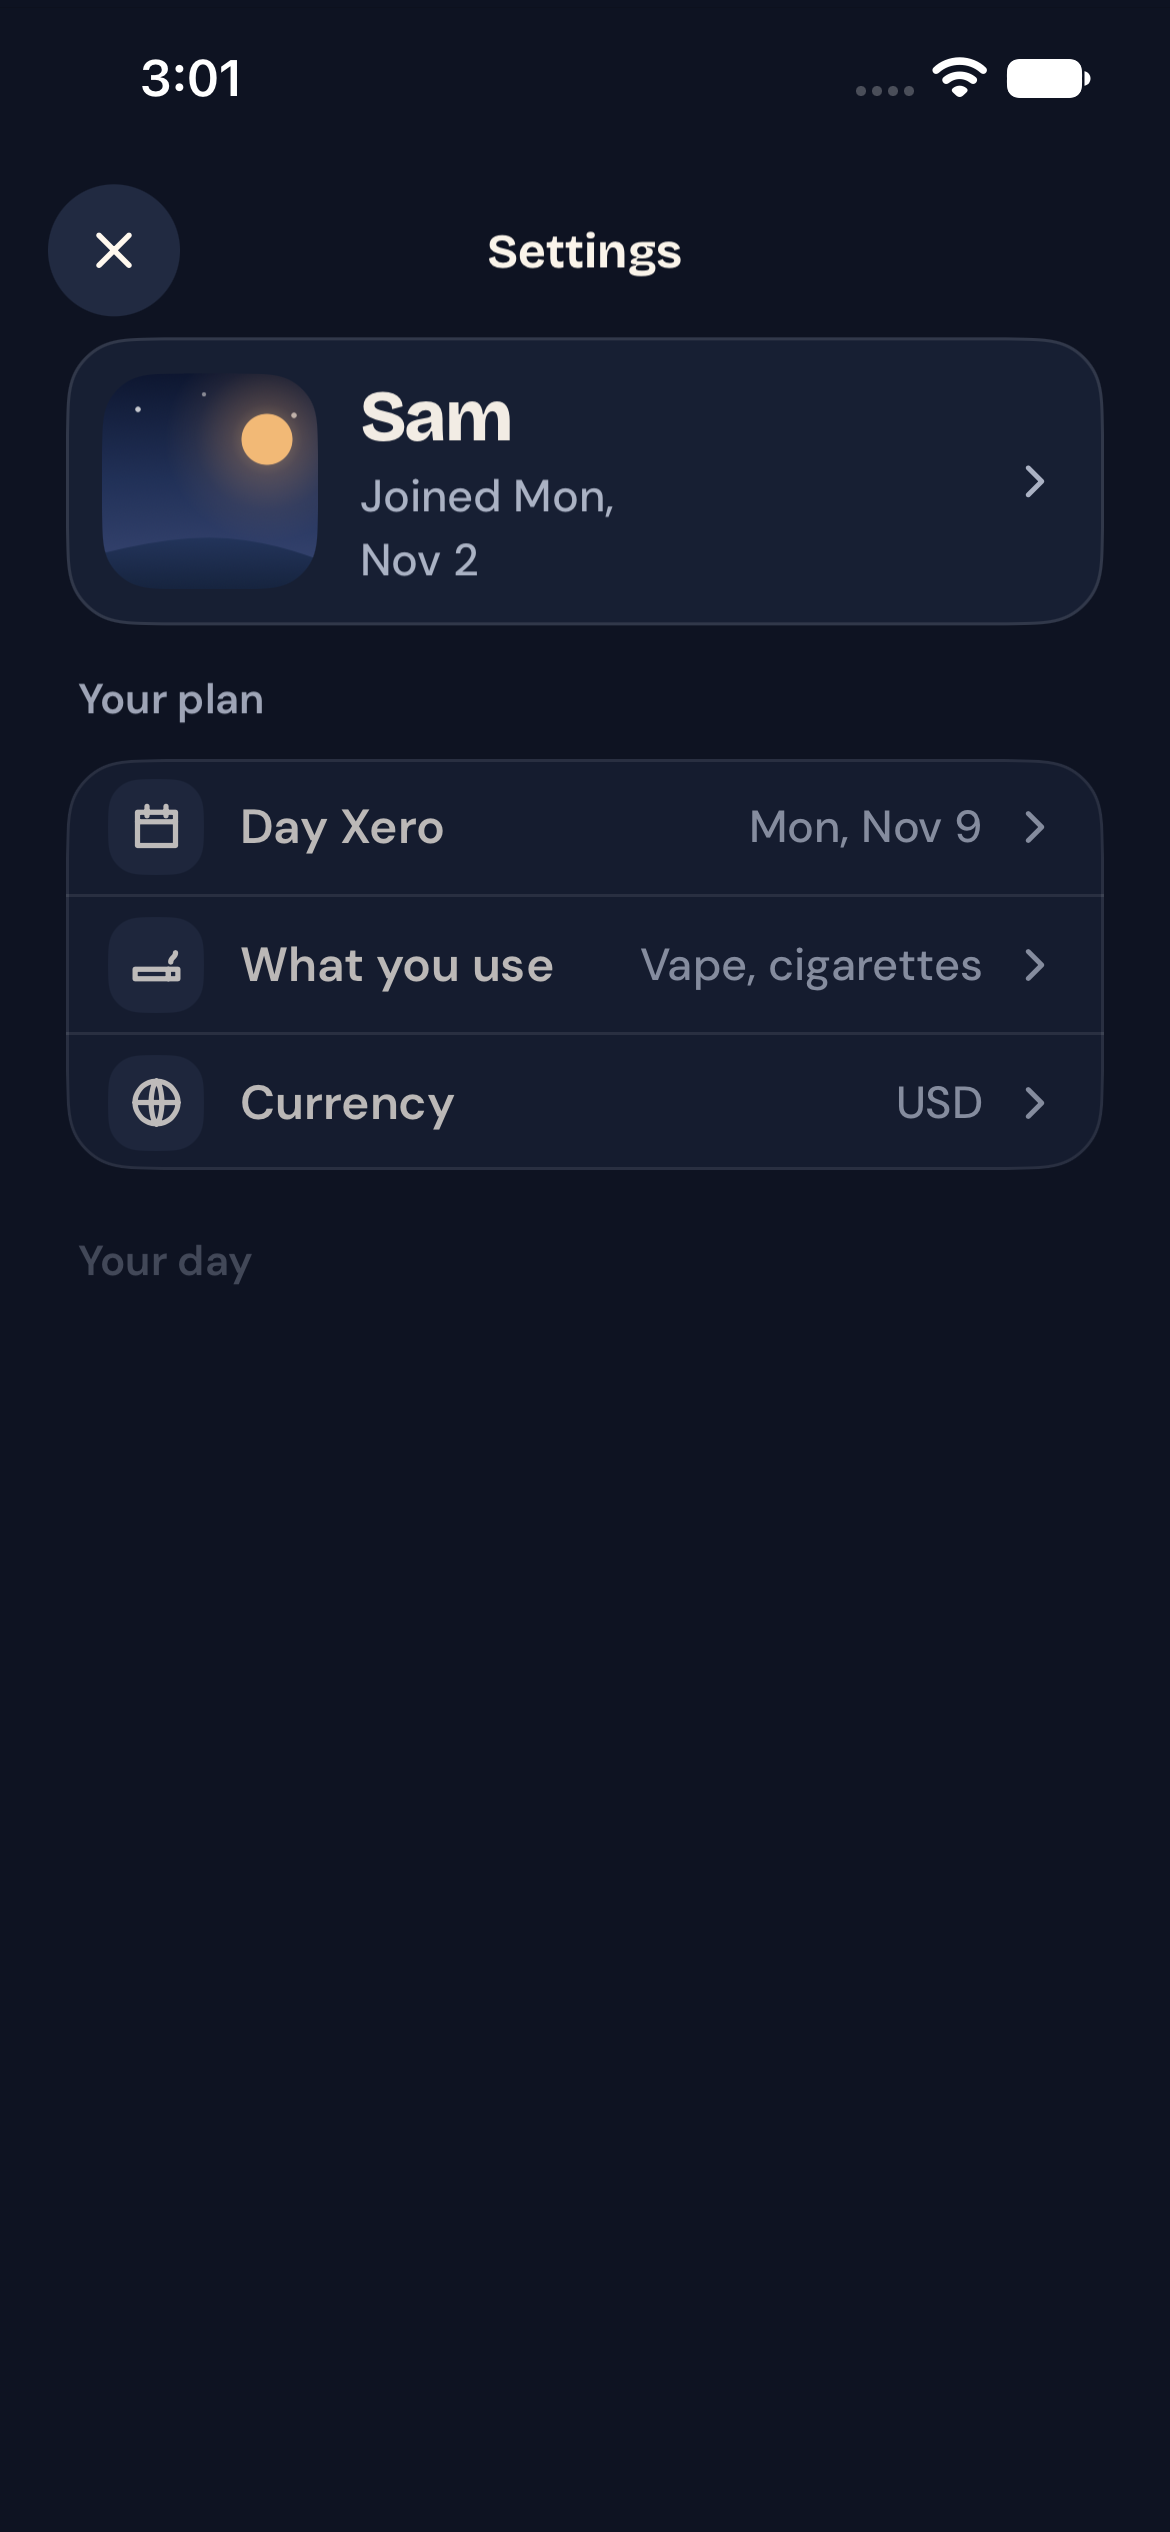 3:01
Settings
Sam
Joined Mon,
Nov 2
Your plan
Day Xero Mon, Nov 9
What you use Vape, cigarettes
Currency USD
Your day